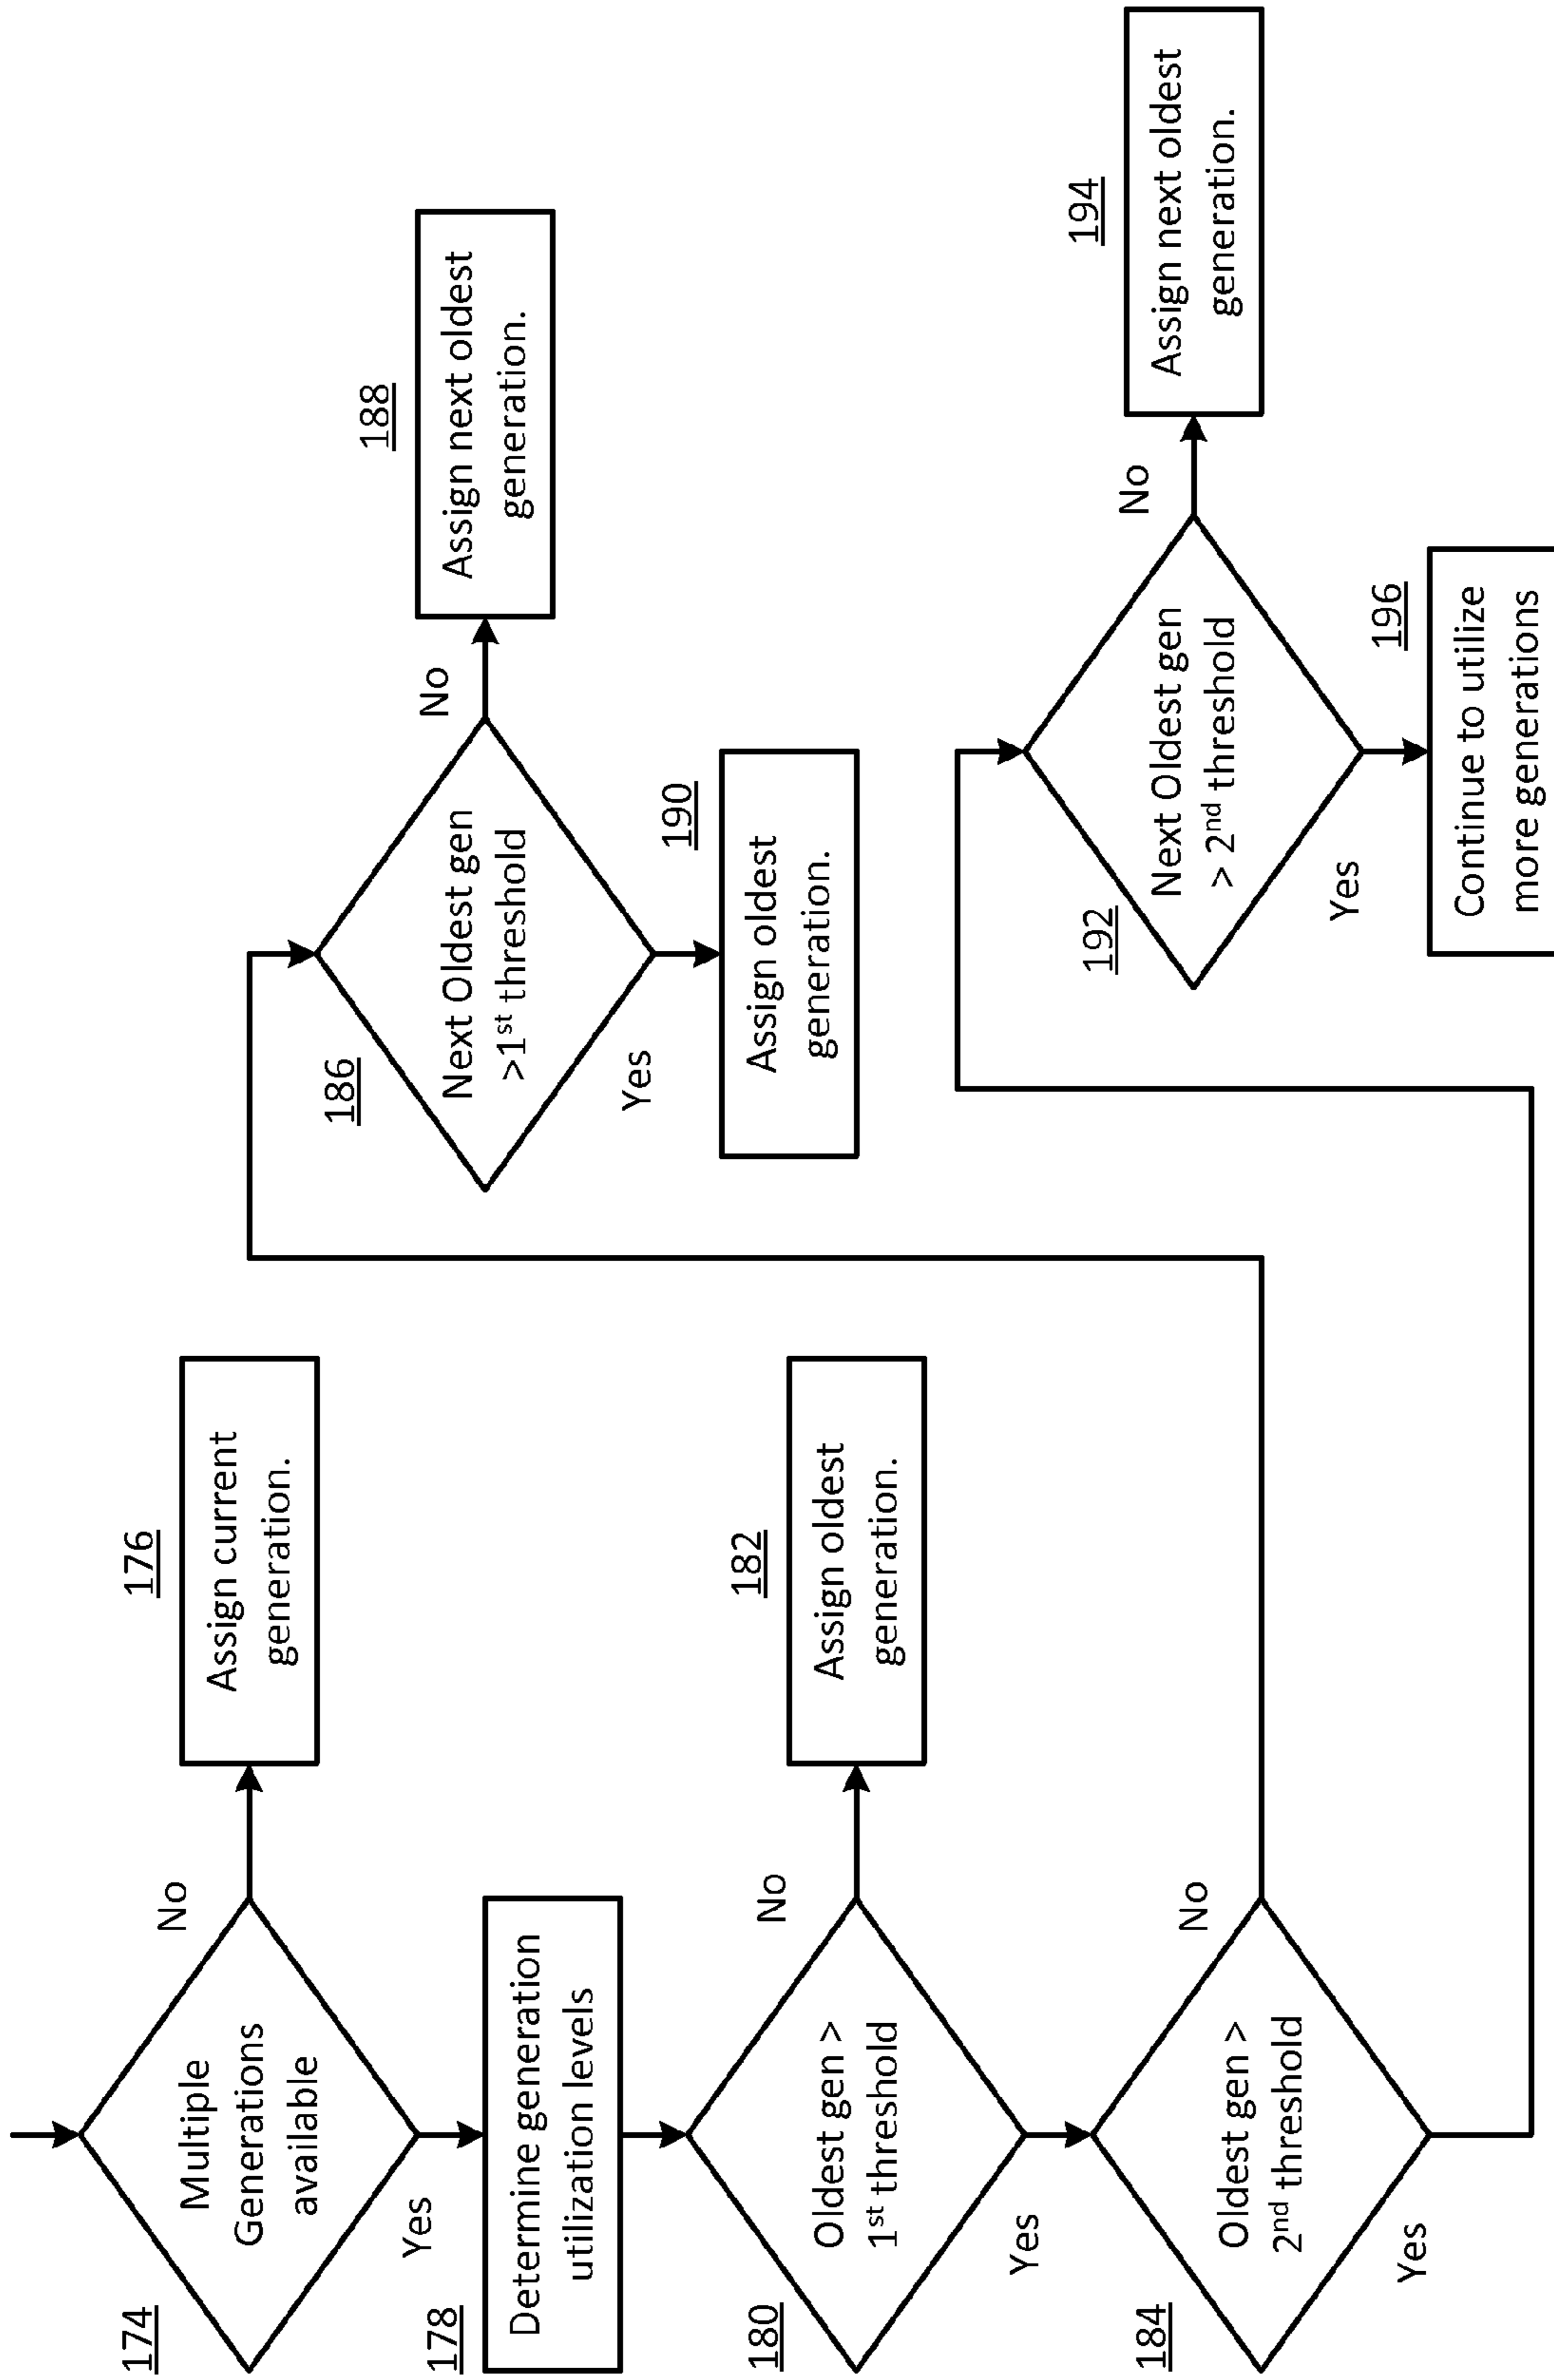 174
Multiple
Generations
available
No
Yes
176
Assign current
generation.
178
Determine generation
utilization levels
180
Oldest gen >
1st threshold
No
Yes
182
Assign oldest
generation.
184
Oldest gen >
2nd threshold
No
Yes
186
Next Oldest gen
>1st threshold
No
Yes
188
Assign next oldest
generation.
190
Assign oldest
generation.
192
Next Oldest gen
> 2nd threshold
No
Yes
194
Assign next oldest
generation.
196
Continue to utilize
more generations